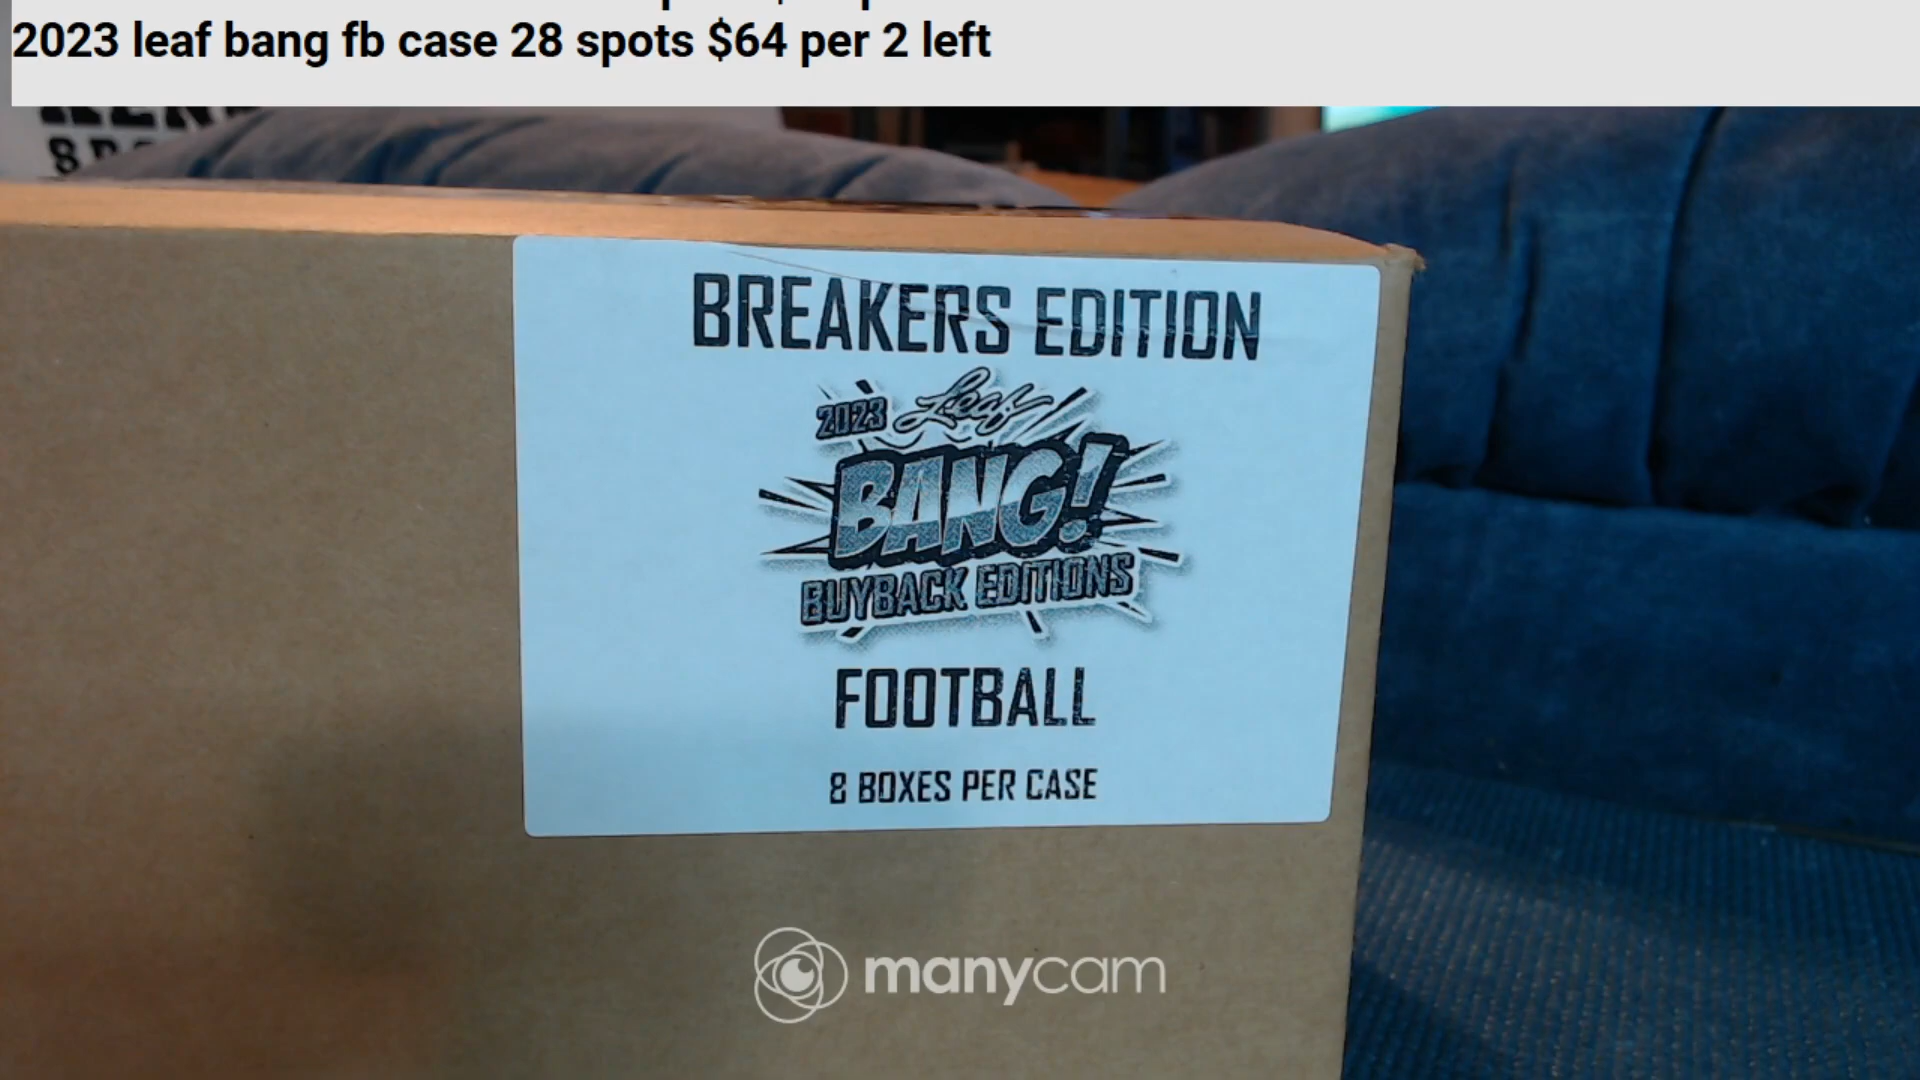 2023 leaf bang fb case 28 spots $64 per 2 left
BREAKERS EDITION
2023 Leaf
BANG!
BUYBACK EDITIONS
FOOTBALL
8 BOXES PER CASE
manycam